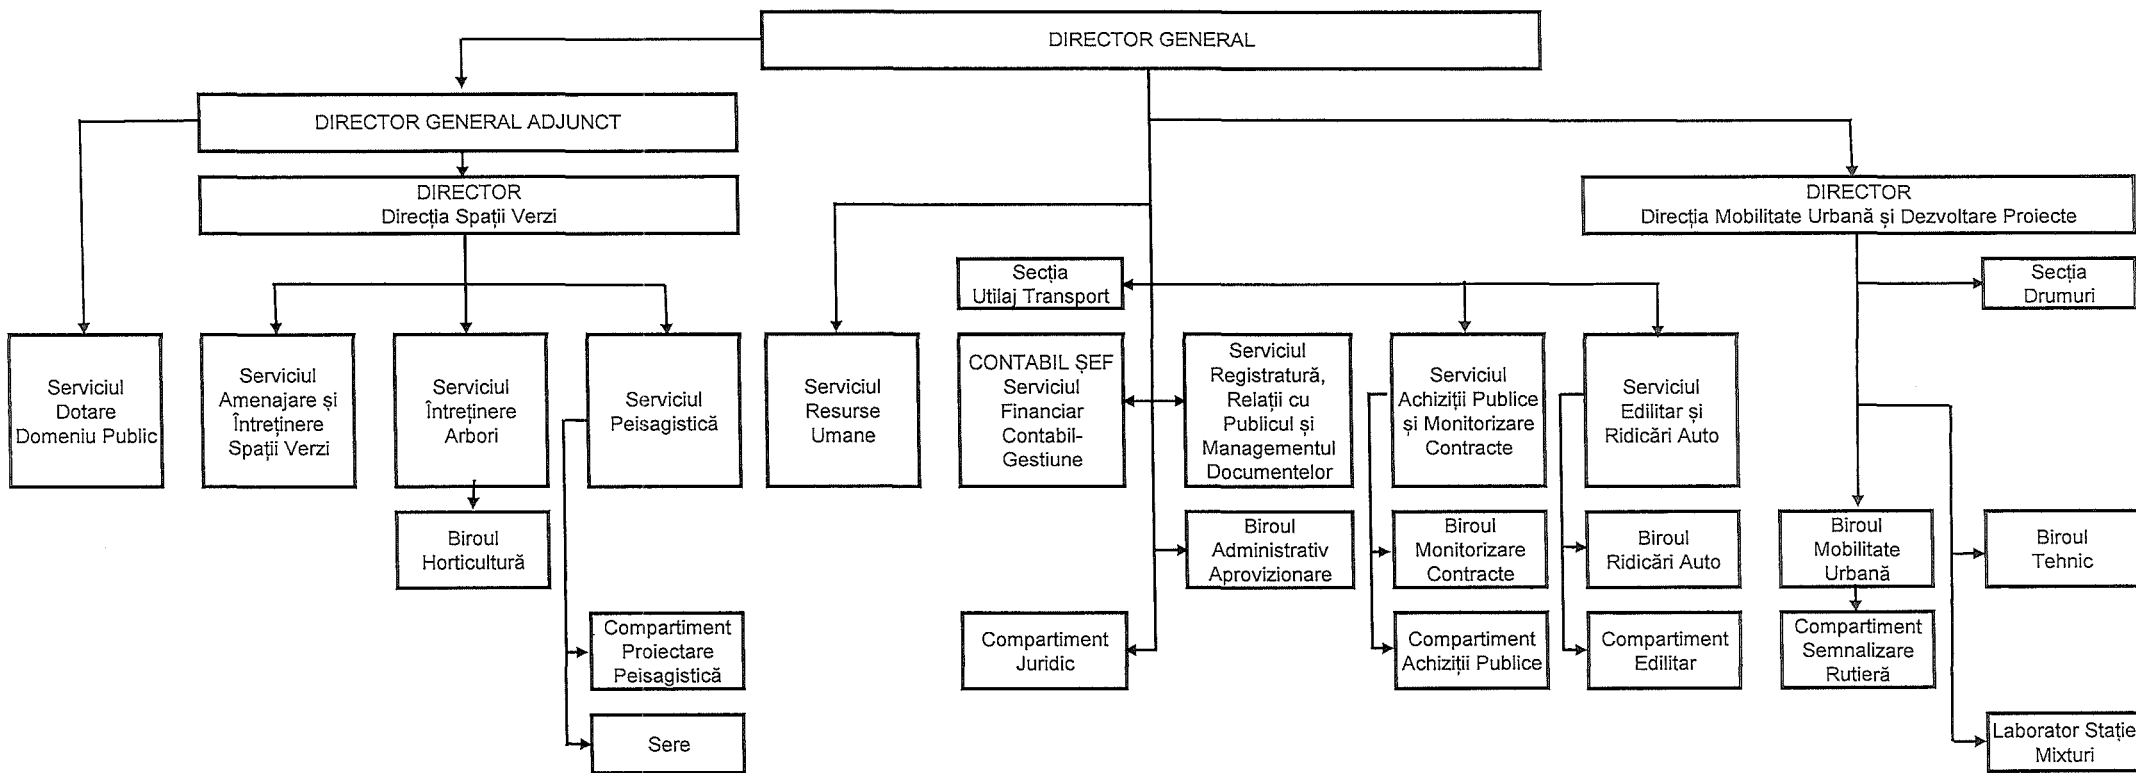 DIRECTOR GENERAL
DIRECTOR GENERAL ADJUNCT
DIRECTOR
Direcția Spații Verzi
DIRECTOR
Direcția Mobilitate Urbană și Dezvoltare Proiecte
Secția
Utilaj Transport
Secția
Drumuri
Serviciul
Dotare
Domeniu Public
Serviciul
Amenajare și
Întreținere
Spații Verzi
Serviciul
Întreținere
Arbori
Serviciul
Peisagistică
Serviciul
Resurse
Umane
CONTABIL ȘEF
Serviciul
Financiar
Contabil-
Gestiune
Serviciul
Registratură,
Relații cu
Publicul și
Managementul
Documentelor
Serviciul
Achiziții Publice
și Monitorizare
Contracte
Serviciul
Edilitar și
Ridicări Auto
Biroul
Horticultură
Biroul
Administrativ
Aprovizionare
Biroul
Monitorizare
Contracte
Biroul
Ridicări Auto
Biroul
Mobilitate
Urbană
Biroul
Tehnic
Compartiment
Proiectare
Peisagistică
Compartiment
Juridic
Compartiment
Achiziții Publice
Compartiment
Edilitar
Compartiment
Semnalizare
Rutieră
Sere
Laborator Stație
Mixturi